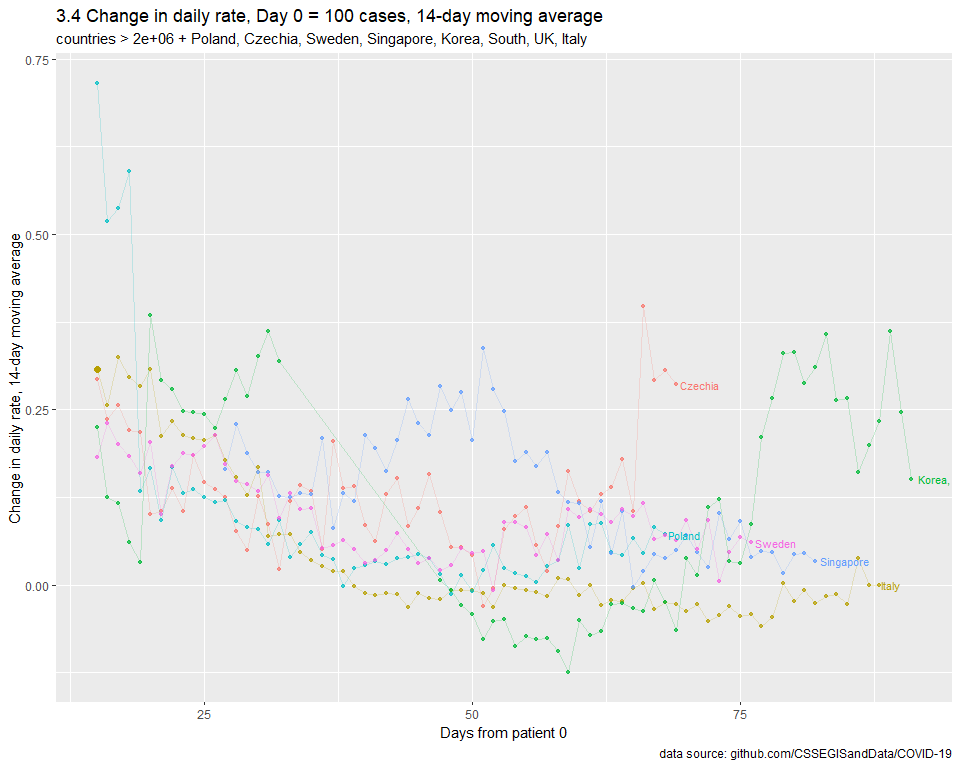 3.4 Change in daily rate, Day 0 = 100 cases, 14-day moving average
countries > 2e+06 + Poland, Czechia, Sweden, Singapore, Korea, South, UK, Italy
Change in daily rate, 14-day moving average
0.75
0.50
0.25
0.00
Czechia
Korea,
Poland
Sweden
Singapore
Italy
25
50
75
Days from patient 0
data source: github.com/CSSEGISandData/COVID-19